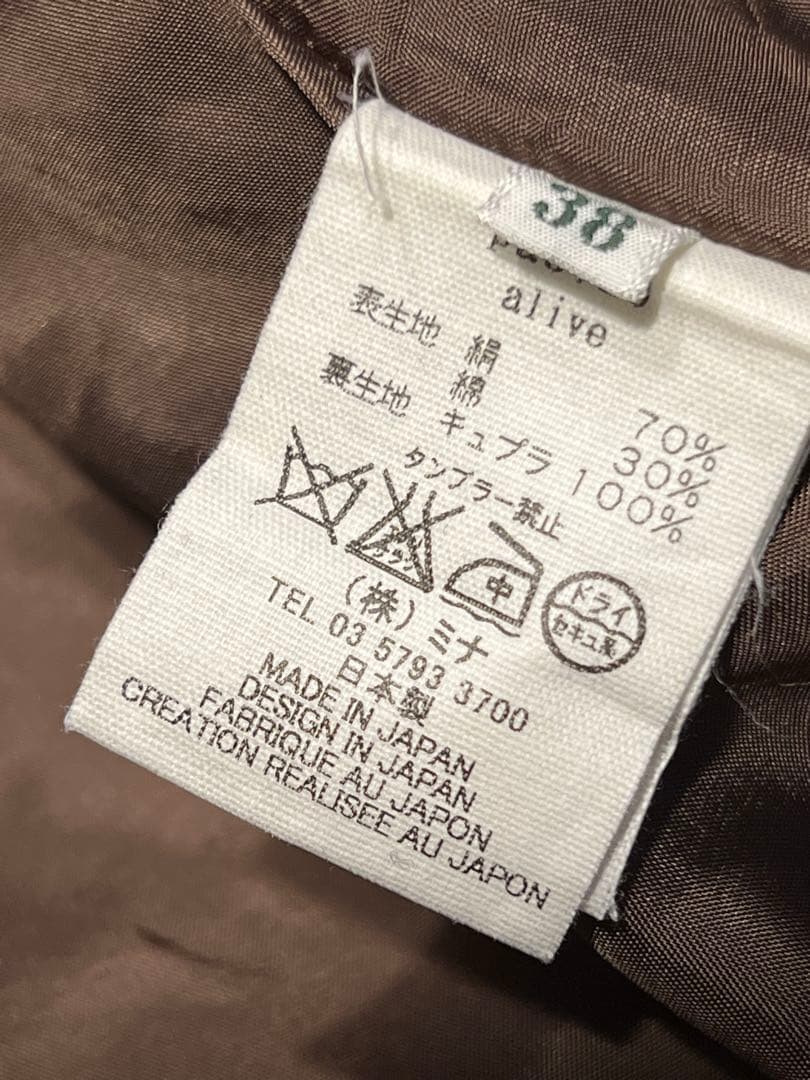 38
alive
表生地 絹 70%
綿 30%
裏生地 キュプラ 100%
タンブラー禁止
中
ドライ
セキユ系
(株)ミナ
TEL. 03 5793 3700
日本製
MADE IN JAPAN
DESIGN IN JAPAN
FABRIQUE AU JAPON
CREATION REALISEE AU JAPON